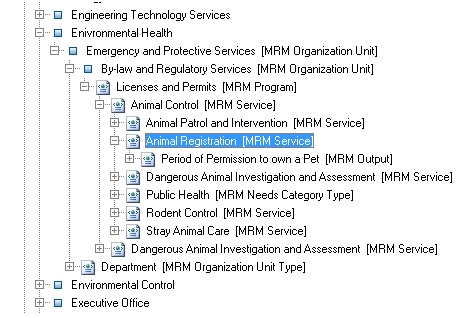 Engineering Technology Services
Enivronmental Health
Emergency and Protective Services [MRM Organization Unit]
By-law and Regulatory Services [MRM Organization Unit]
Licenses and Permits [MRM Program]
Animal Control [MRM Service]
Animal Patrol and Intervention [MRM Service]
Animal Registration [MRM Service]
Period of Permission to own a Pet [MRM Output]
Dangerous Animal Investigation and Assessment [MRM Service]
Public Health [MRM Needs Category Type]
Rodent Control [MRM Service]
Stray Animal Care [MRM Service]
Dangerous Animal Investigation and Assessment [MRM Service]
Department [MRM Organization Unit Type]
Environmental Control
Executive Office